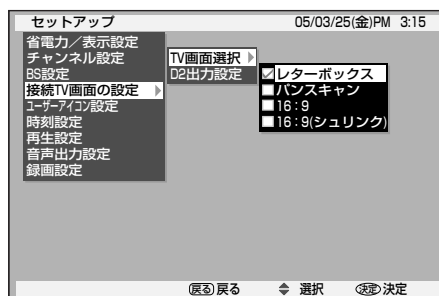 セットアップ 05/03/25(金)PM 3:15
省電力／表示設定
チャンネル設定
BS設定
接続TV画面の設定
ユーザーアイコン設定
時刻設定
再生設定
音声出力設定
録画設定
TV画面選択
D2出力設定
レターボックス
パンスキャン
16：9
16：9(シュリンク)
戻る 戻る 選択 決定 決定